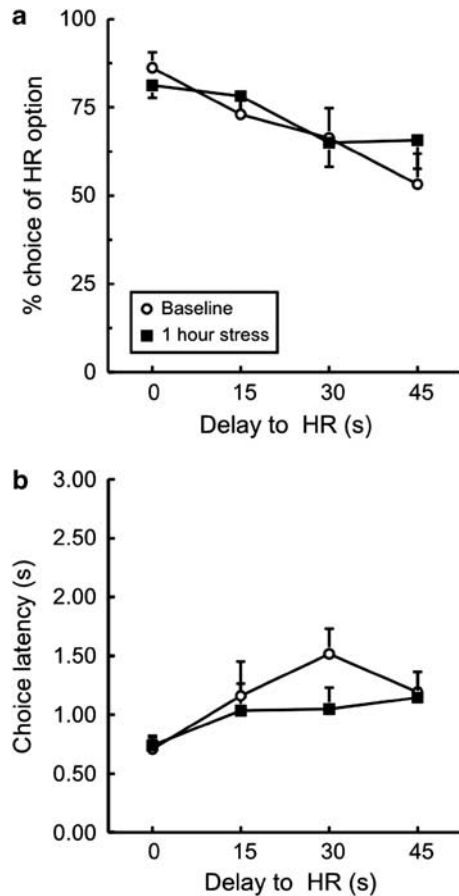 a
100
75
50
25
0
% choice of HR option
Baseline
1 hour stress
0 15 30 45
Delay to HR (s)
b
3.00
2.50
2.00
1.50
1.00
0.50
0.00
Choice latency (s)
0 15 30 45
Delay to HR (s)